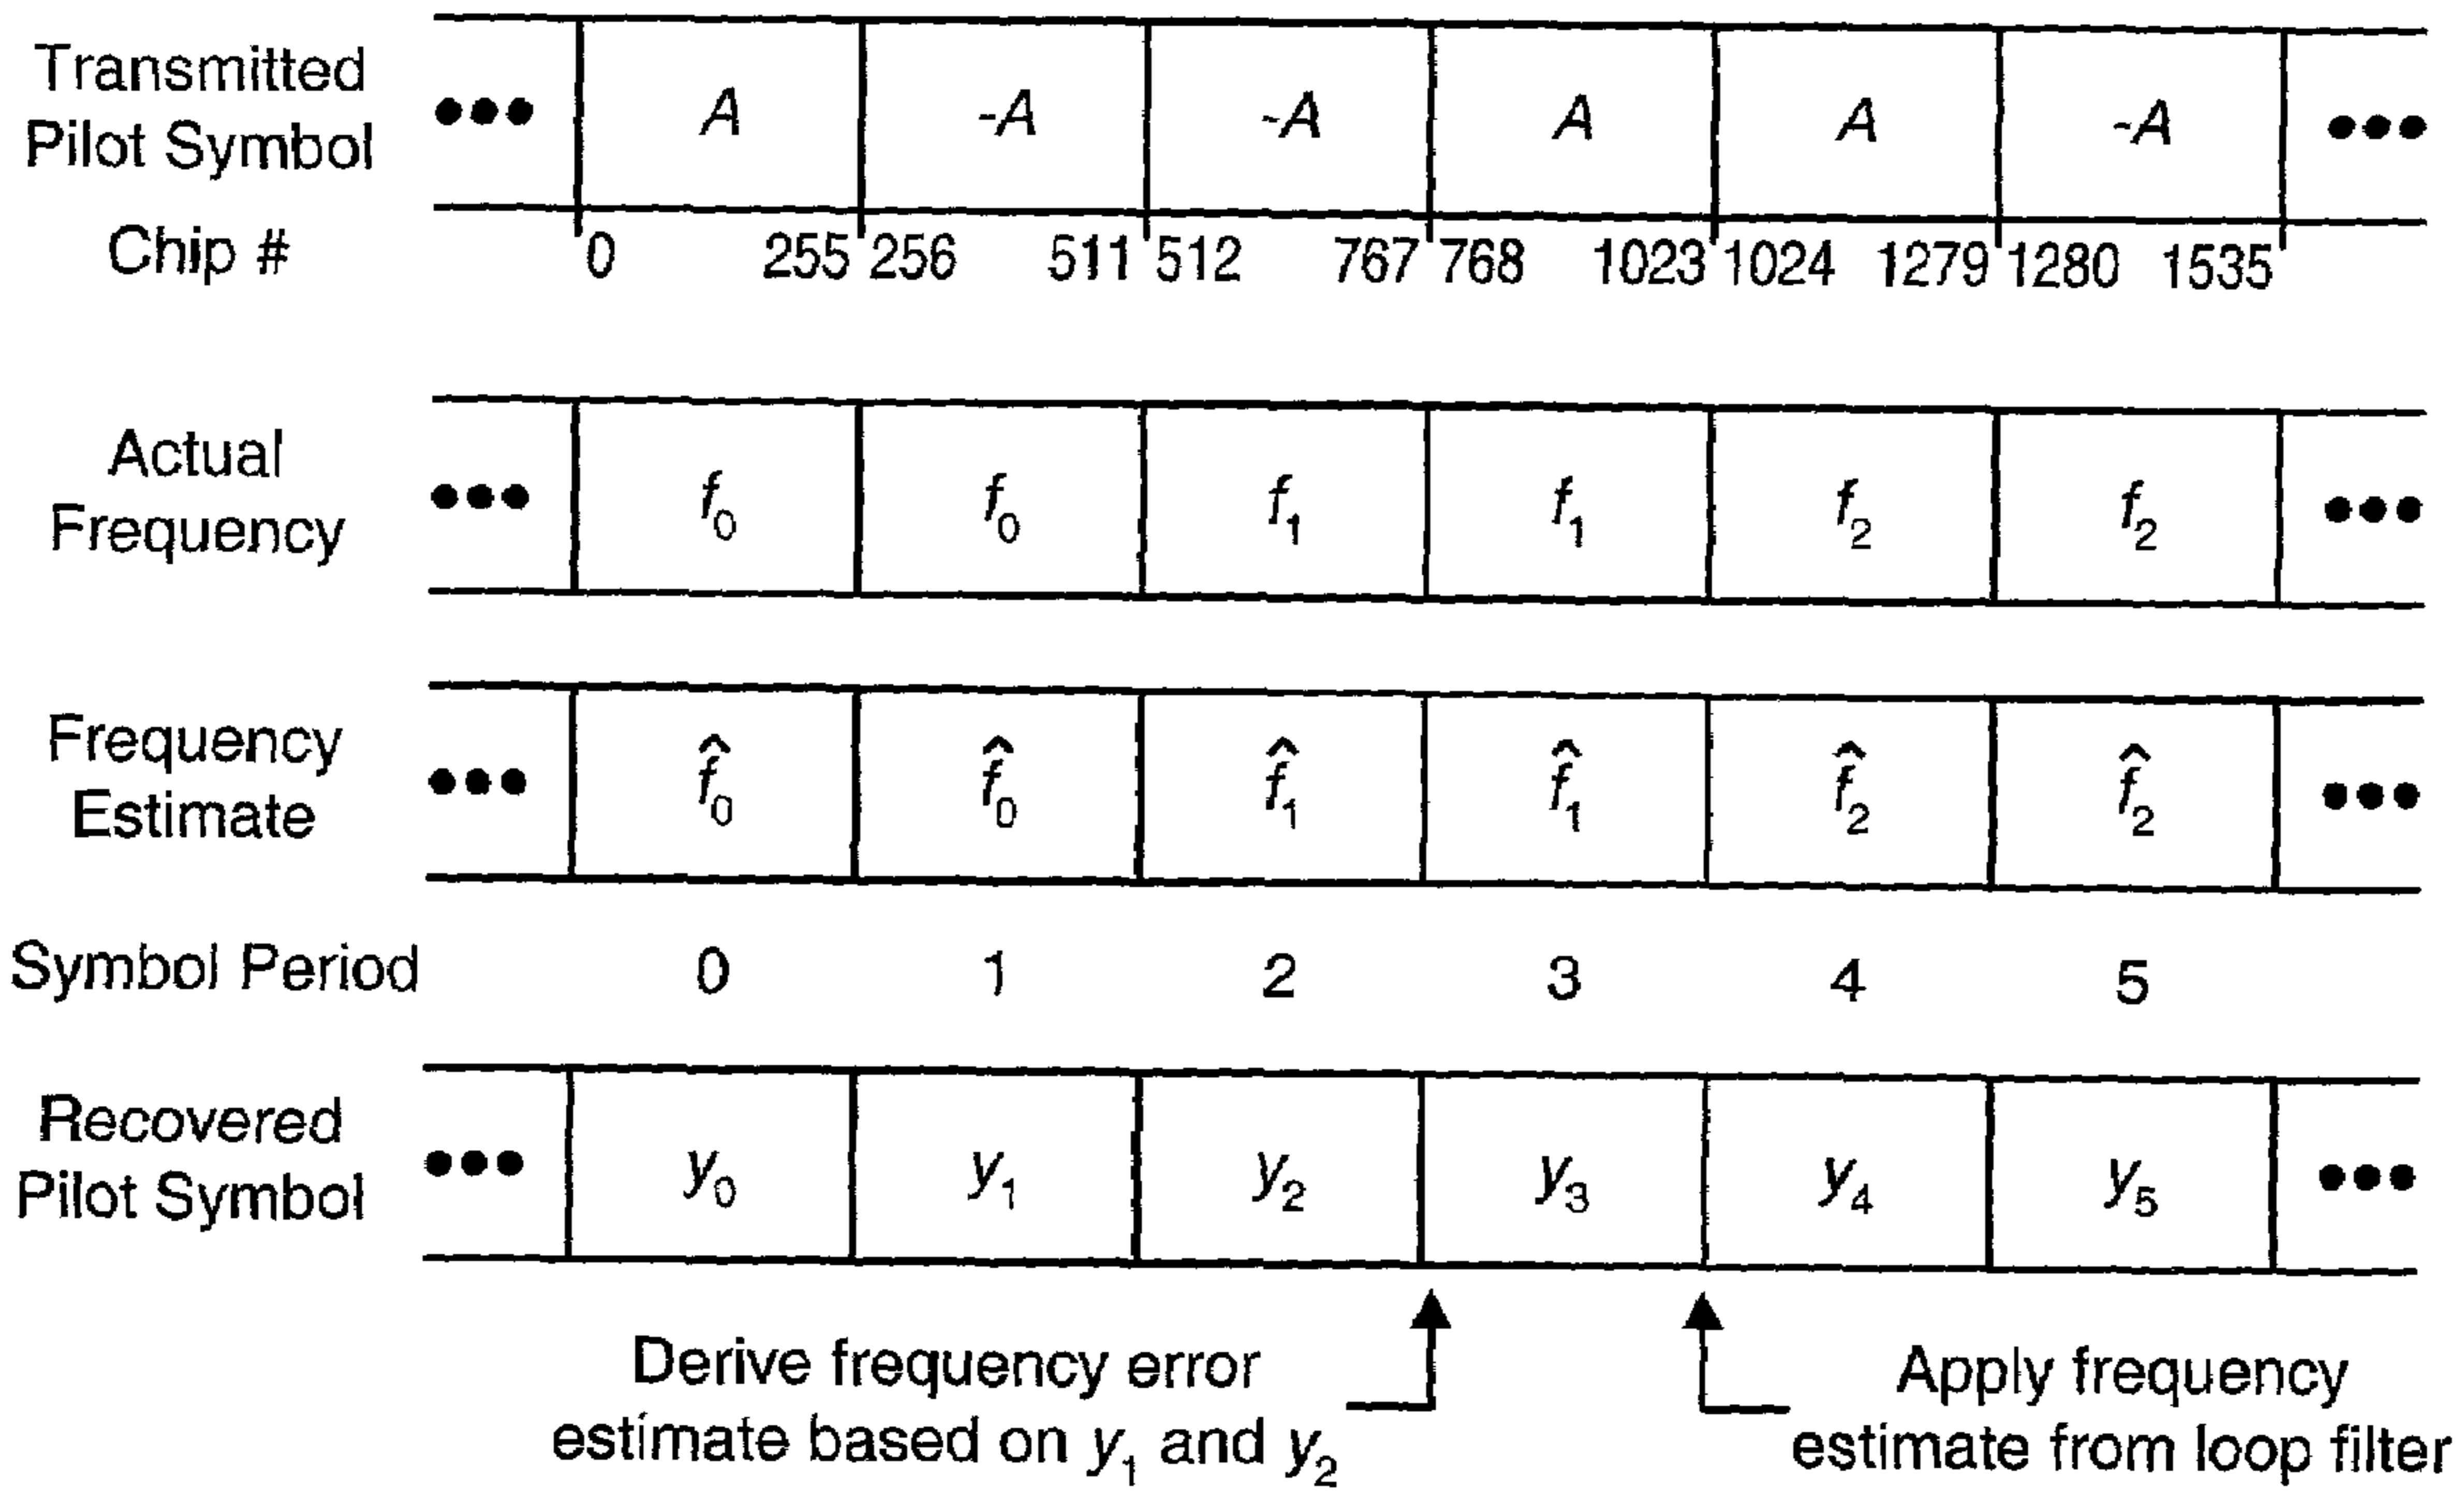 Transmitted
Pilot Symbol
••• A -A -A A A -A •••
Chip # 0 255 256 511 512 767 768 1023 1024 1279 1280 1535
Actual
Frequency
••• f0 f0 f1 f1 f2 f2 •••
Frequency
Estimate
••• f̂0 f̂0 f̂1 f̂1 f̂2 f̂2 •••
Symbol Period 0 1 2 3 4 5
Recovered
Pilot Symbol
••• y0 y1 y2 y3 y4 y5 •••
Derive frequency error
estimate based on y1 and y2
Apply frequency
estimate from loop filter